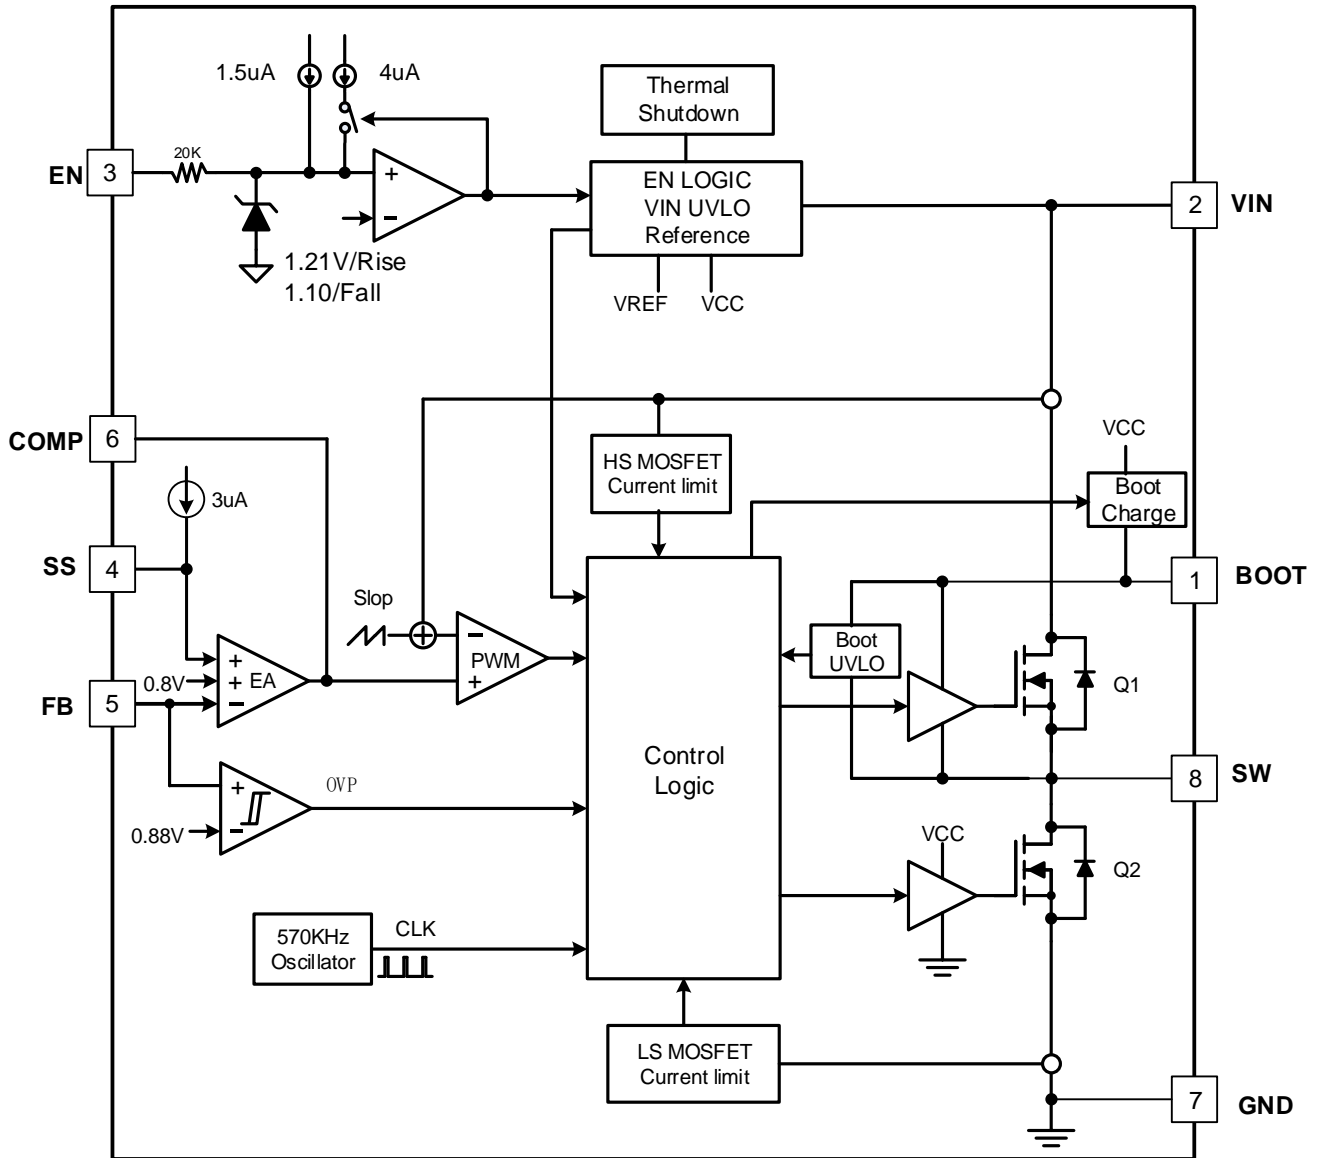 1.5uA
4uA
Thermal
Shutdown
EN
3
20K
+
-
EN LOGIC
VIN UVLO
Reference
2
VIN
1.21V/Rise
1.10/Fall
VREF
VCC
COMP
6
3uA
HS MOSFET
Current limit
VCC
Boot
Charge
SS
4
1
BOOT
Slop
-
PWM
+
Boot
UVLO
0.8V
+
+
-
EA
FB
5
Q1
Control
Logic
8
SW
+
-
OVP
0.88V
VCC
Q2
570KHz
Oscillator
CLK
LS MOSFET
Current limit
7
GND